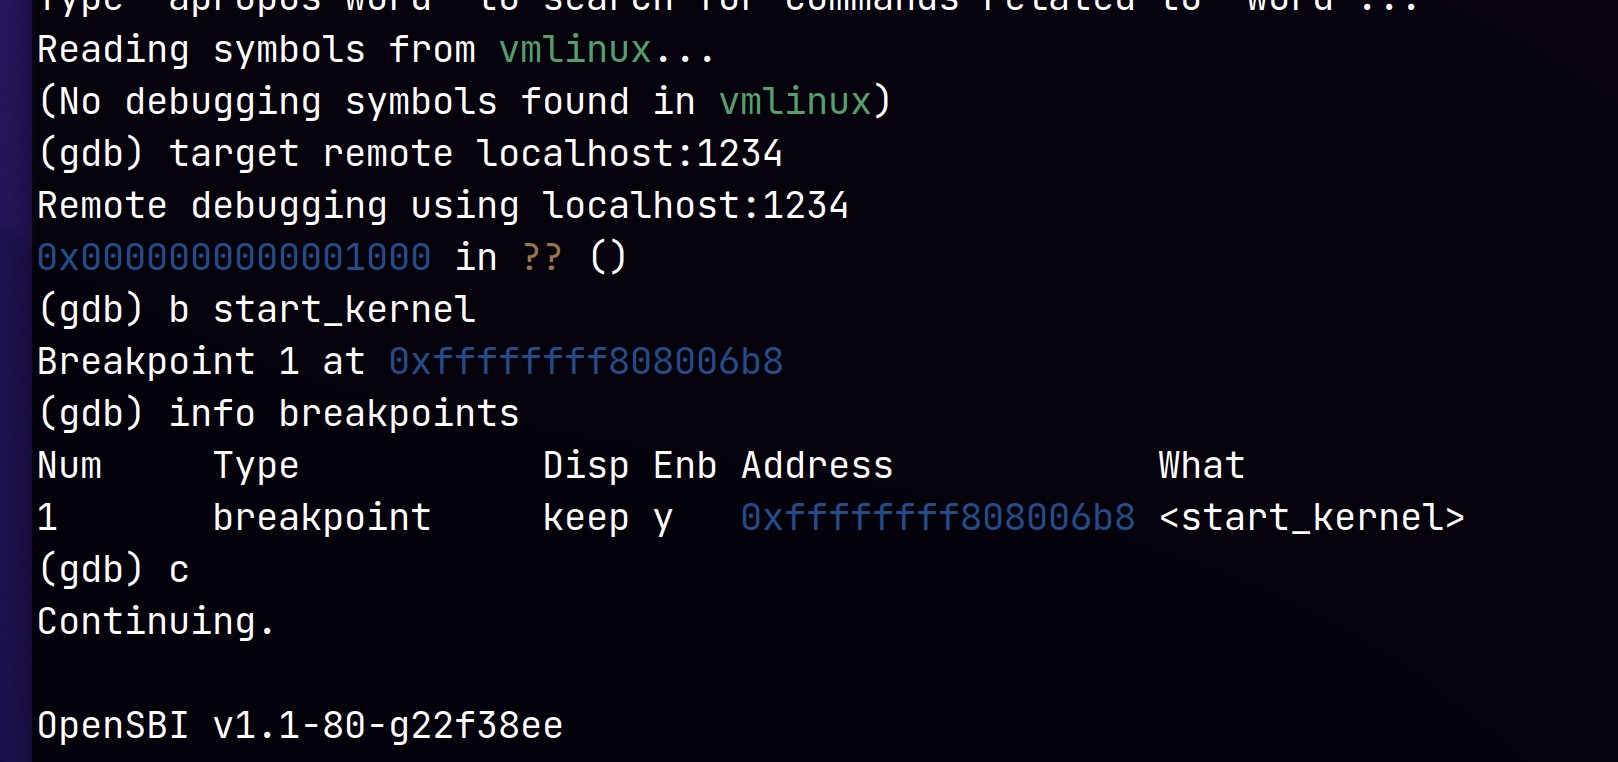 Type "apropos word" to search for commands related to "word"...
Reading symbols from vmlinux...
(No debugging symbols found in vmlinux)
(gdb) target remote localhost:1234
Remote debugging using localhost:1234
0x0000000000001000 in ?? ()
(gdb) b start_kernel
Breakpoint 1 at 0xffffffff808006b8
(gdb) info breakpoints
Num     Type           Disp Enb Address            What
1       breakpoint     keep y   0xffffffff808006b8 <start_kernel>
(gdb) c
Continuing.
OpenSBI v1.1-80-g22f38ee